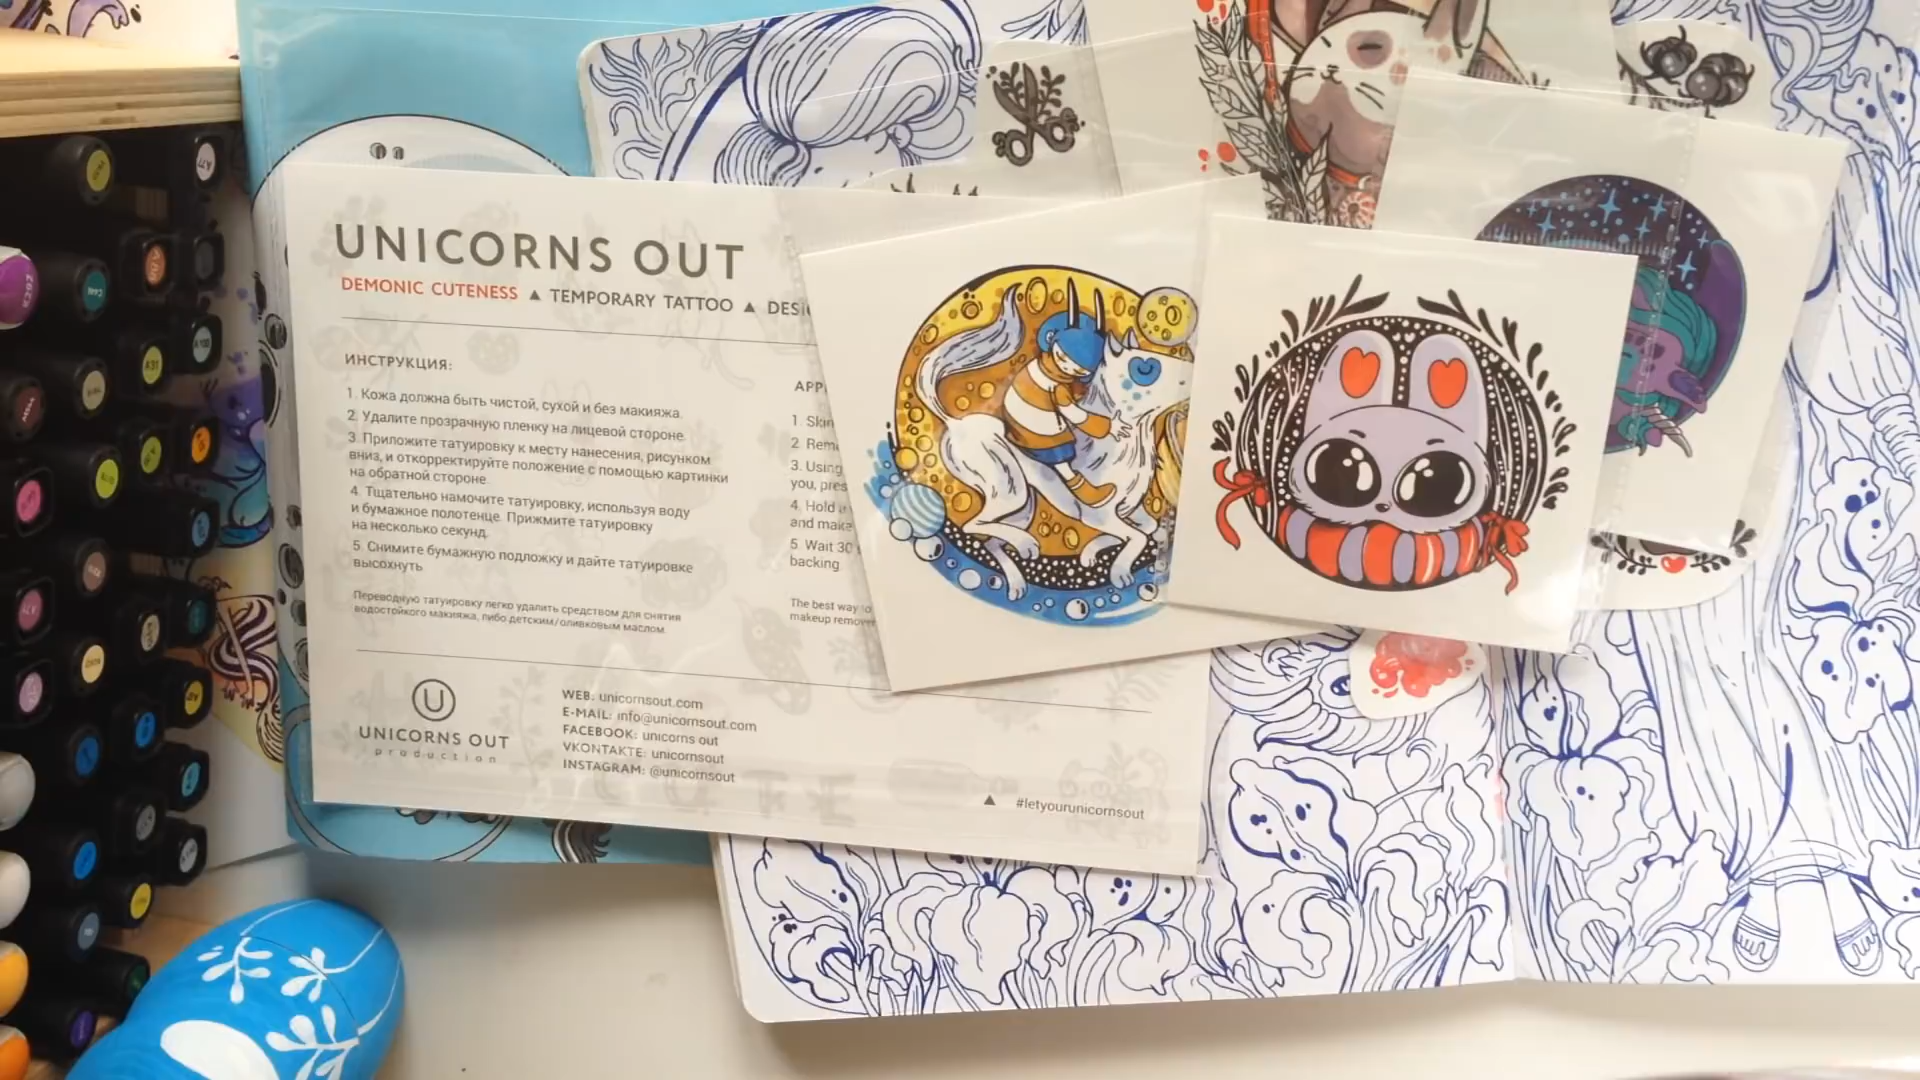 UNICORNS OUT
DEMONIC CUTENESS ▲ TEMPORARY TATTOO ▲
ИНСТРУКЦИЯ:
1. Кожа должна быть чистой, сухой и без макияжа.
2. Удалите прозрачную пленку на лицевой стороне.
3. Приложите татуировку к месту нанесения, рисунком
вниз, и откорректируйте положение с помощью картинки
на обратной стороне.
4. Тщательно намочите татуировку, используя воду
и бумажное полотенце. Прижмите татуировку
на несколько секунд.
5. Снимите бумажную подложку и дайте татуировке
высохнуть.
Переводную татуировку легко удалить средством для снятия
водостойкого макияжа, либо детским/оливковым маслом.
1. Skin
2.
3. Using
you,
4. Hold
and make
5. Wait 30
backing.
The best way to
makeup remover
U
UNICORNS OUT
production
WEB: unicornsout.com
E-MAIL: info@unicornsout.com
FACEBOOK: unicorns out
VKONTAKTE: unicornsout
INSTAGRAM: @unicornsout
▲ #letyourunicornsout